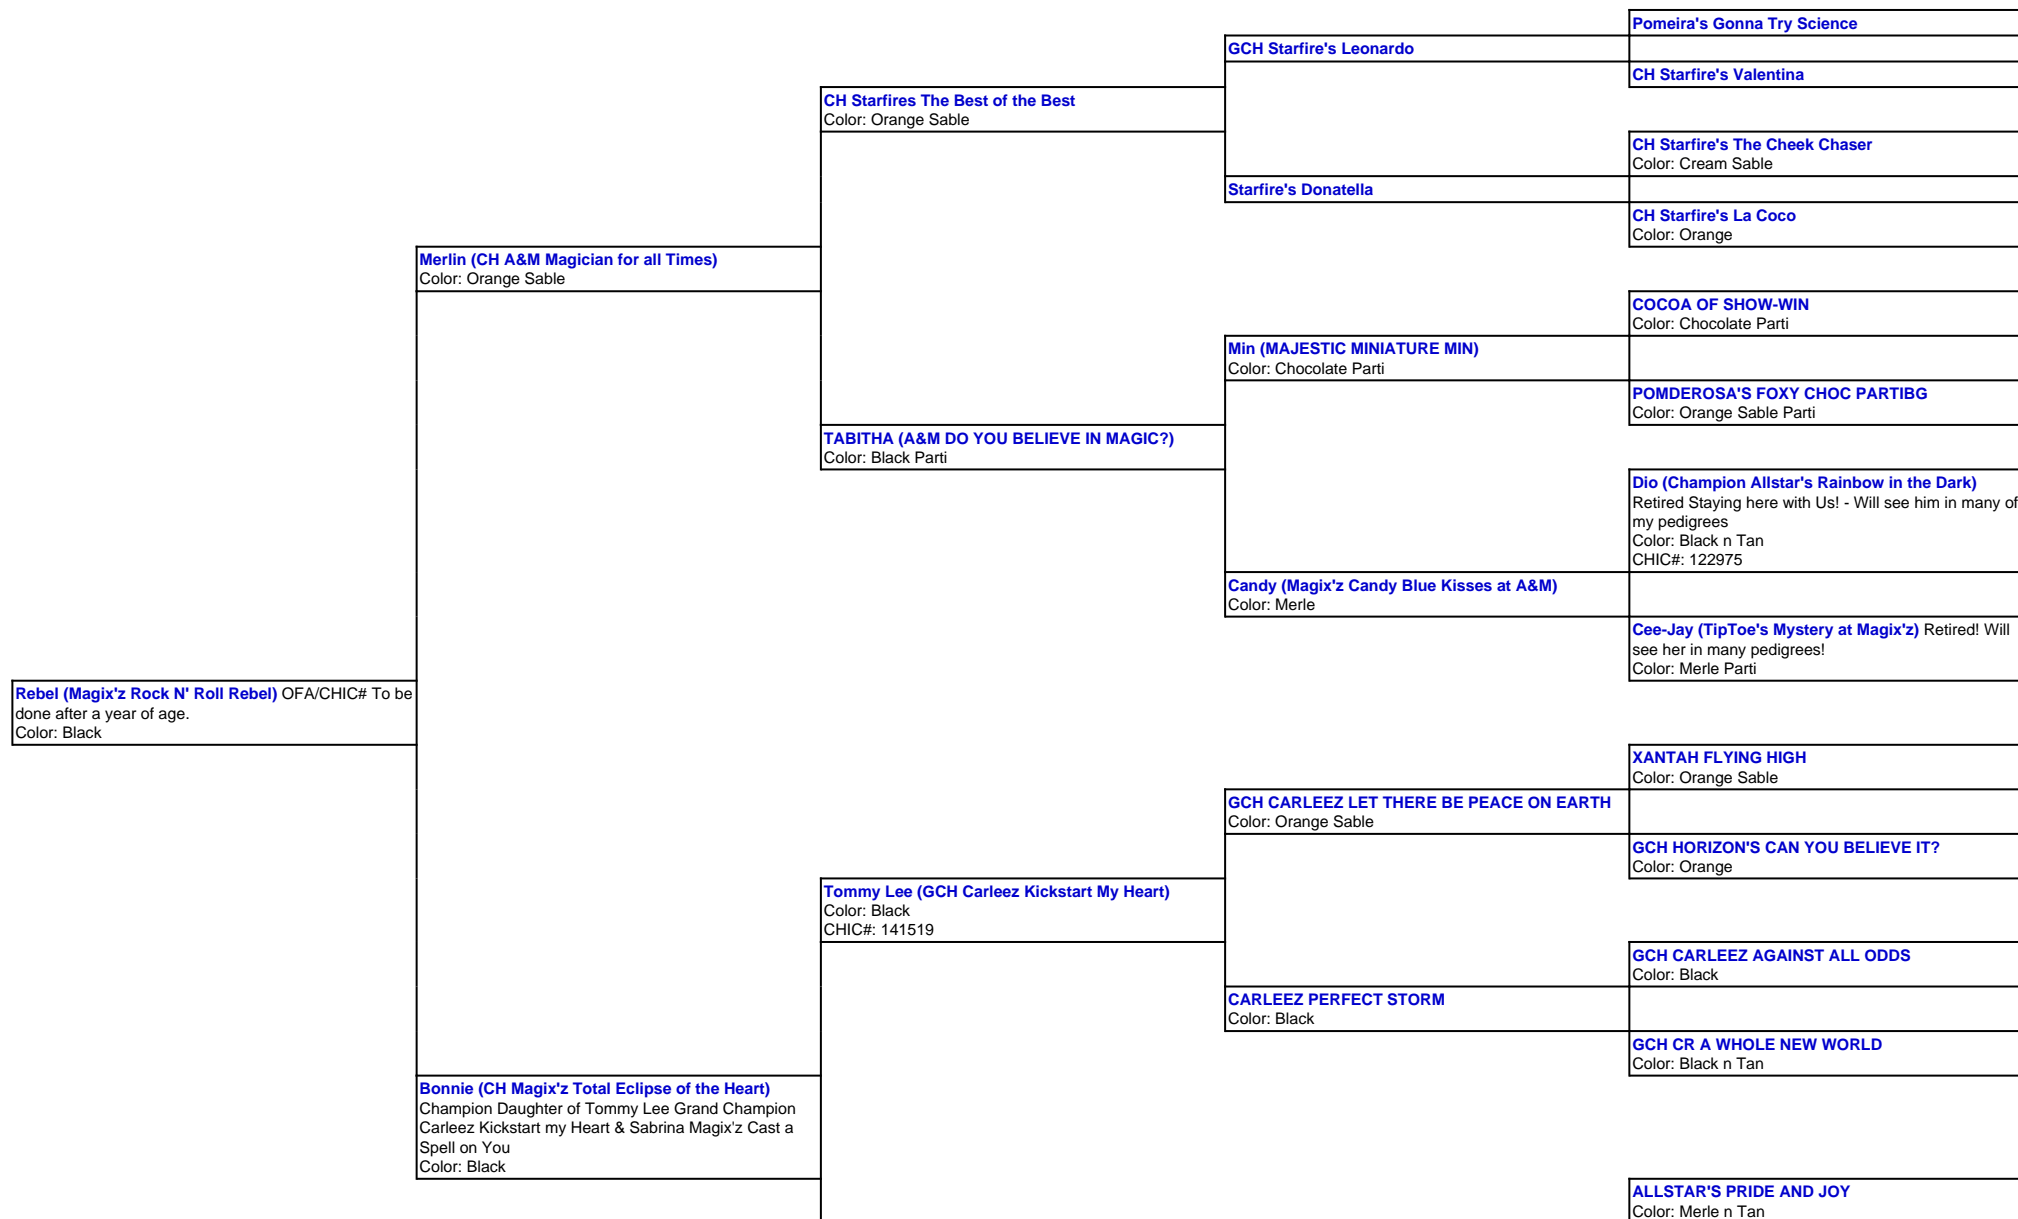 Pomeira's Gonna Try Science
GCH Starfire's Leonardo
CH Starfire's Valentina
CH Starfires The Best of the Best
Color: Orange Sable
CH Starfire's The Cheek Chaser
Color: Cream Sable
Starfire's Donatella
CH Starfire's La Coco
Color: Orange
Merlin (CH A&M Magician for all Times)
Color: Orange Sable
COCOA OF SHOW-WIN
Color: Chocolate Parti
Min (MAJESTIC MINIATURE MIN)
Color: Chocolate Parti
POMDEROSA'S FOXY CHOC PARTIBG
Color: Orange Sable Parti
TABITHA (A&M DO YOU BELIEVE IN MAGIC?)
Color: Black Parti
Dio (Champion Allstar's Rainbow in the Dark)
Retired Staying here with Us! - Will see him in many of
my pedigrees
Color: Black n Tan
CHIC#: 122975
Candy (Magix'z Candy Blue Kisses at A&M)
Color: Merle
Cee-Jay (TipToe's Mystery at Magix'z) Retired! Will
see her in many pedigrees!
Color: Merle Parti
Rebel (Magix'z Rock N' Roll Rebel) OFA/CHIC# To be
done after a year of age.
Color: Black
XANTAH FLYING HIGH
Color: Orange Sable
GCH CARLEEZ LET THERE BE PEACE ON EARTH
Color: Orange Sable
GCH HORIZON'S CAN YOU BELIEVE IT?
Color: Orange
Tommy Lee (GCH Carleez Kickstart My Heart)
Color: Black
CHIC#: 141519
GCH CARLEEZ AGAINST ALL ODDS
Color: Black
CARLEEZ PERFECT STORM
Color: Black
GCH CR A WHOLE NEW WORLD
Color: Black n Tan
Bonnie (CH Magix'z Total Eclipse of the Heart)
Champion Daughter of Tommy Lee Grand Champion
Carleez Kickstart my Heart & Sabrina Magix'z Cast a
Spell on You
Color: Black
ALLSTAR'S PRIDE AND JOY
Color: Merle n Tan